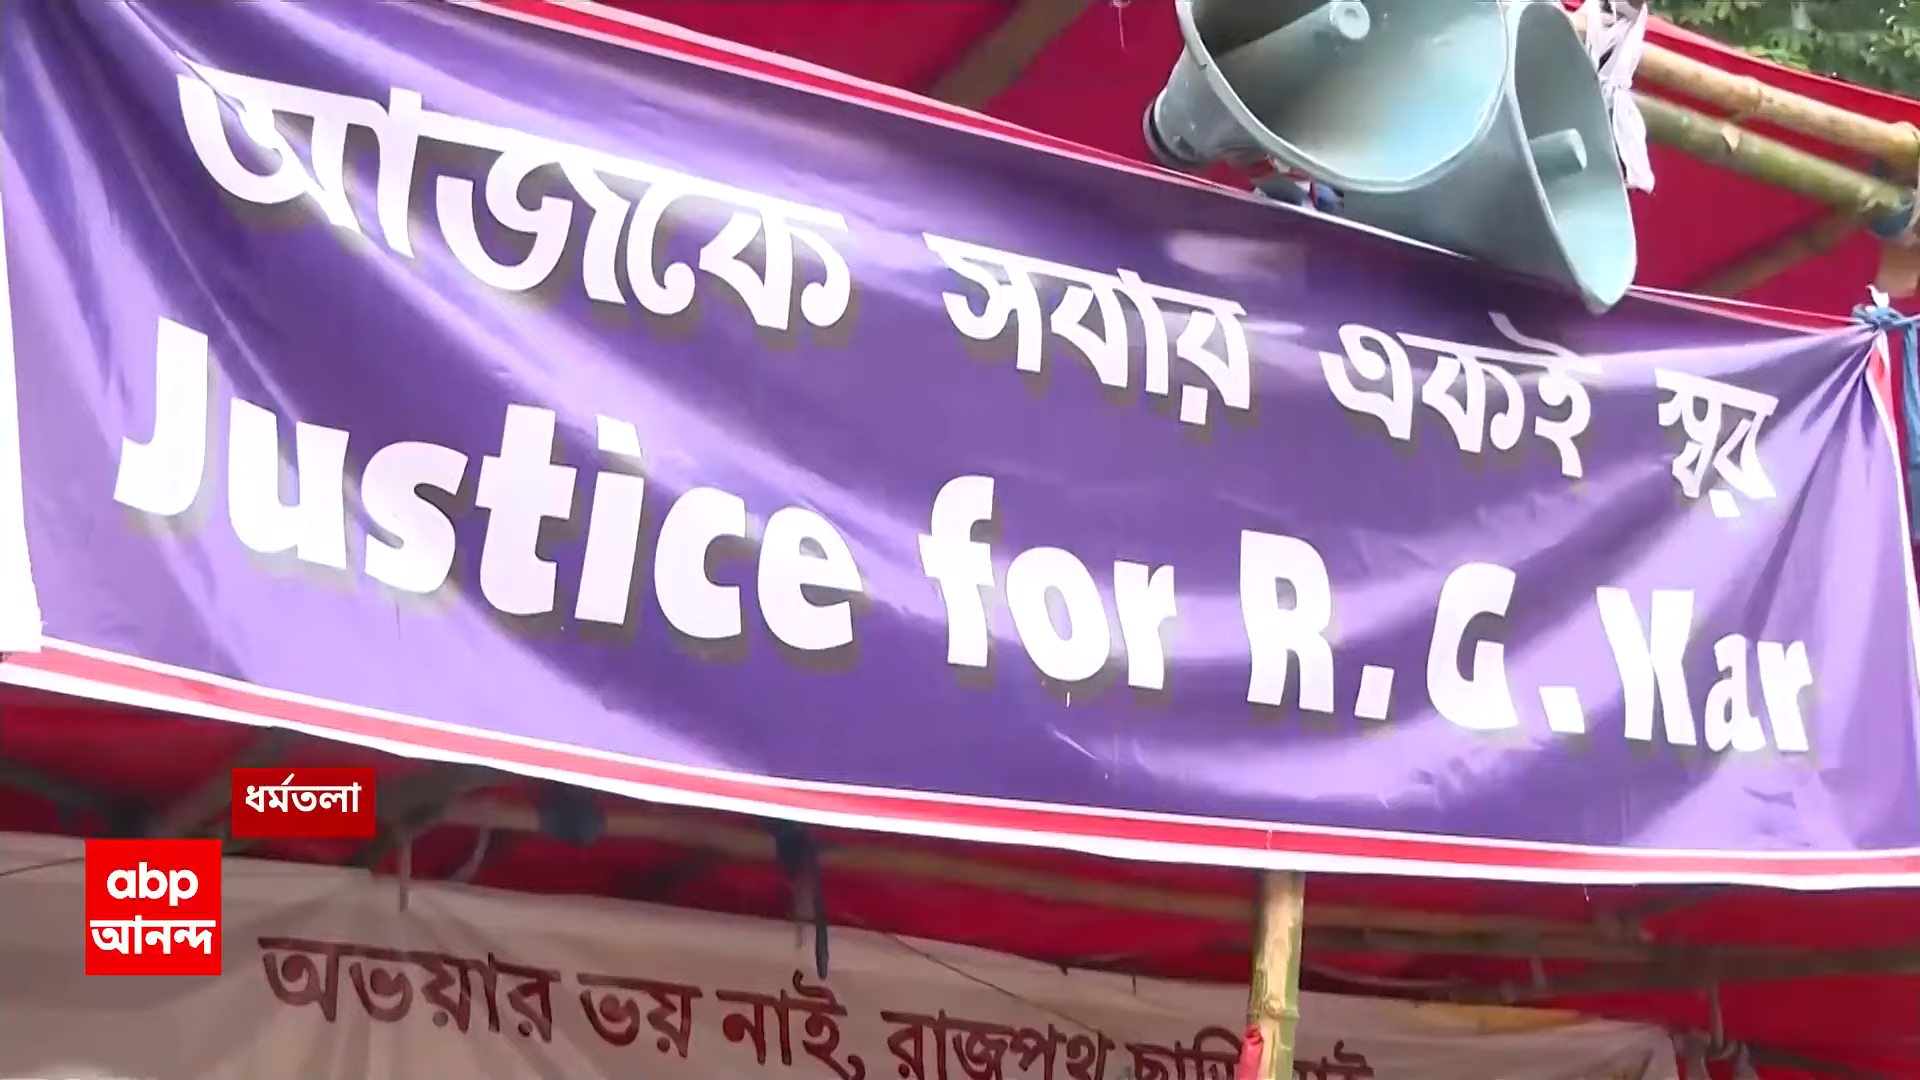 আজকে সবার একই স্বর
Justice for R.G.Kar
ধর্মতলা
abp
আনন্দ
অভয়ার ভয় নাই, রাজপথ ছাড়ি নাই